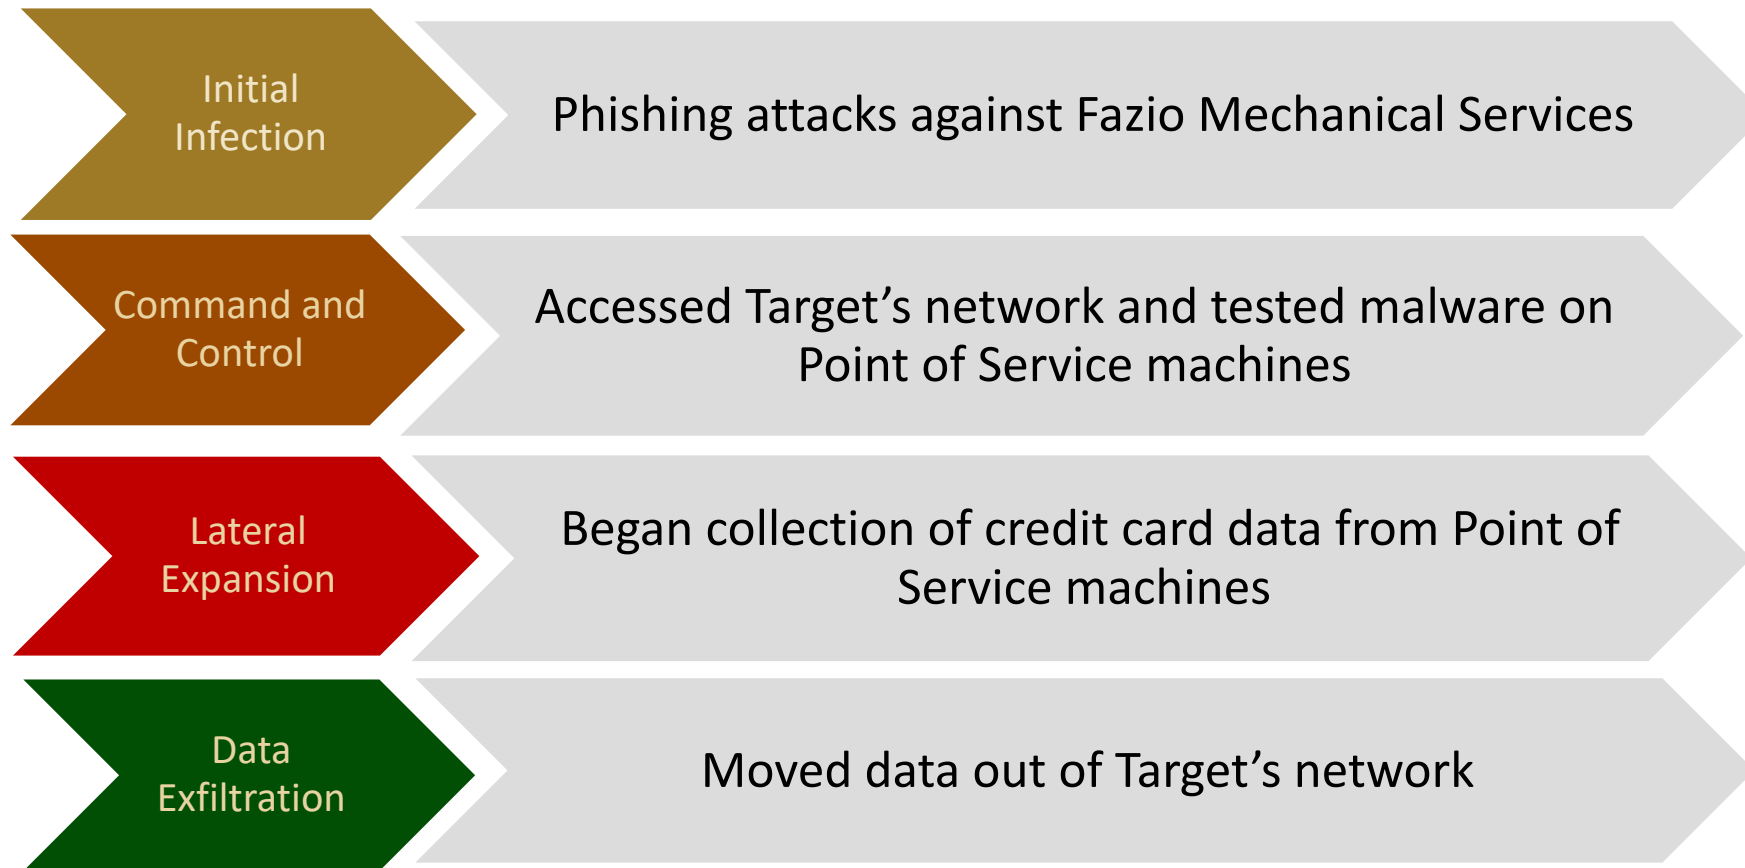 Initial
Infection
Phishing attacks against Fazio Mechanical Services
Command and
Control
Accessed Target’s network and tested malware on
Point of Service machines
Lateral
Expansion
Began collection of credit card data from Point of
Service machines
Data
Exfiltration
Moved data out of Target’s network